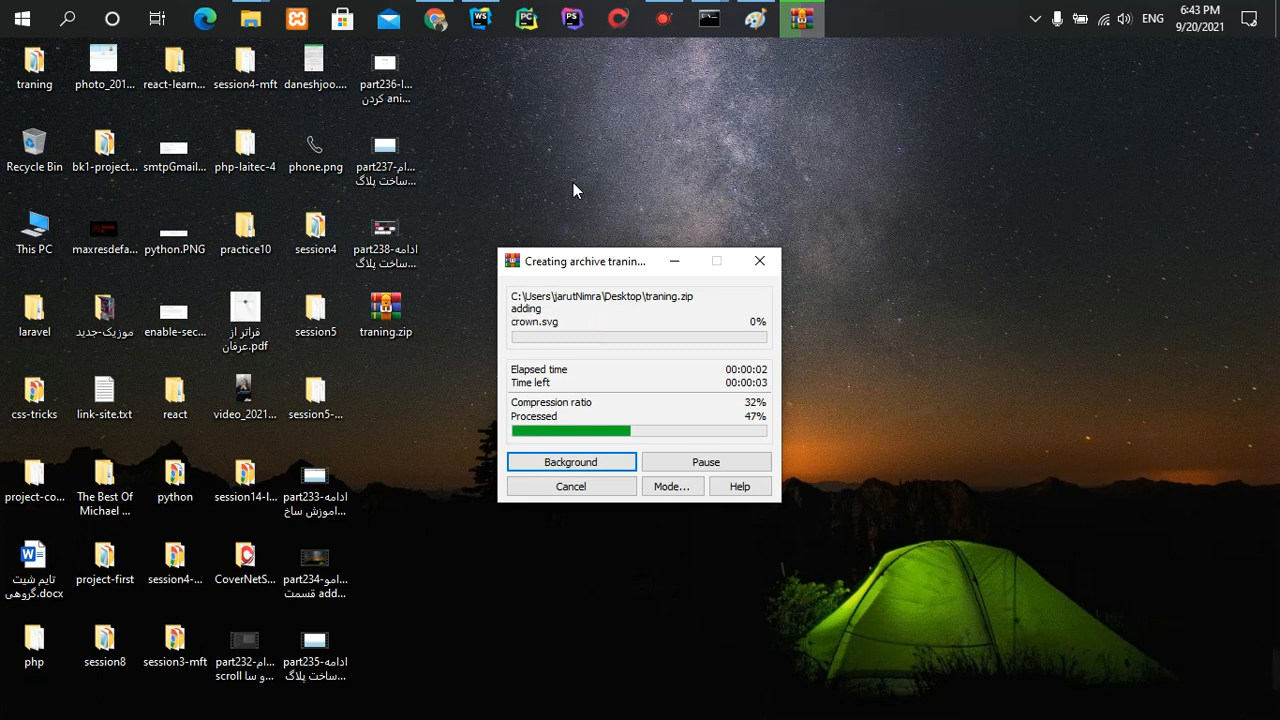 ENG
6:43 PM
9/20/2021
traning
photo_201...
react-learn...
session4-mft
daneshjoo....
part236-ا...
ani کردن...
Recycle Bin
bk1-project...
smtpGmail...
php-laitec-4
phone.png
part237-ام...
ساخت پلاگ...
This PC
maxresdefa...
python.PNG
practice10
session4
part238-ادامه
ساخت پلاگ...
laravel
موزیک-جدید
enable-sec...
فراتر از
عرفان.pdf
session5
traning.zip
css-tricks
link-site.txt
react
video_2021...
session5-...
project-co...
The Best Of
Michael ...
python
session14-ا...
part233-ادامه
اموزش ساخ...
تایم شیت
گروهی.docx
project-first
session4-...
CoverNetS...
part234-امو...
add قسمت...
php
session8
session3-mft
part232-ام...
scroll و سا...
part235-ادامه
ساخت پلاگ...
Creating archive tranin...
C:\Users\jarutNimra\Desktop\traning.zip
adding
crown.svg 0%
Elapsed time 00:00:02
Time left 00:00:03
Compression ratio 32%
Processed 47%
Background Pause
Cancel Mode... Help